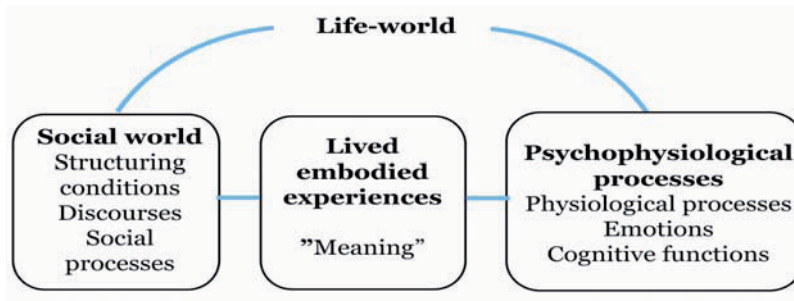 Life-world
Social world
Structuring
conditions
Discourses
Social
processes
Lived
embodied
experiences
”Meaning”
Psychophysiological
processes
Physiological processes
Emotions
Cognitive functions